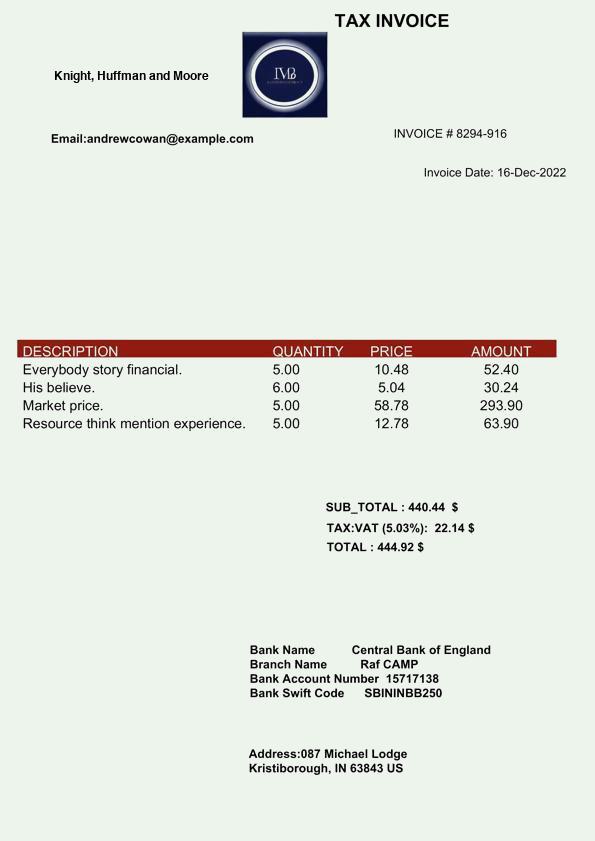 TAX INVOICE
Knight, Huffman and Moore
Email:andrewcowan@example.com
INVOICE # 8294-916
Invoice Date: 16-Dec-2022
DESCRIPTION QUANTITY PRICE AMOUNT
Everybody story financial. 5.00 10.48 52.40
His believe. 6.00 5.04 30.24
Market price. 5.00 58.78 293.90
Resource think mention experience. 5.00 12.78 63.90
SUB_TOTAL : 440.44 $
TAX:VAT (5.03%): 22.14 $
TOTAL : 444.92 $
Bank Name Central Bank of England
Branch Name Raf CAMP
Bank Account Number 15717138
Bank Swift Code SBININBB250
Address:087 Michael Lodge
Kristiborough, IN 63843 US